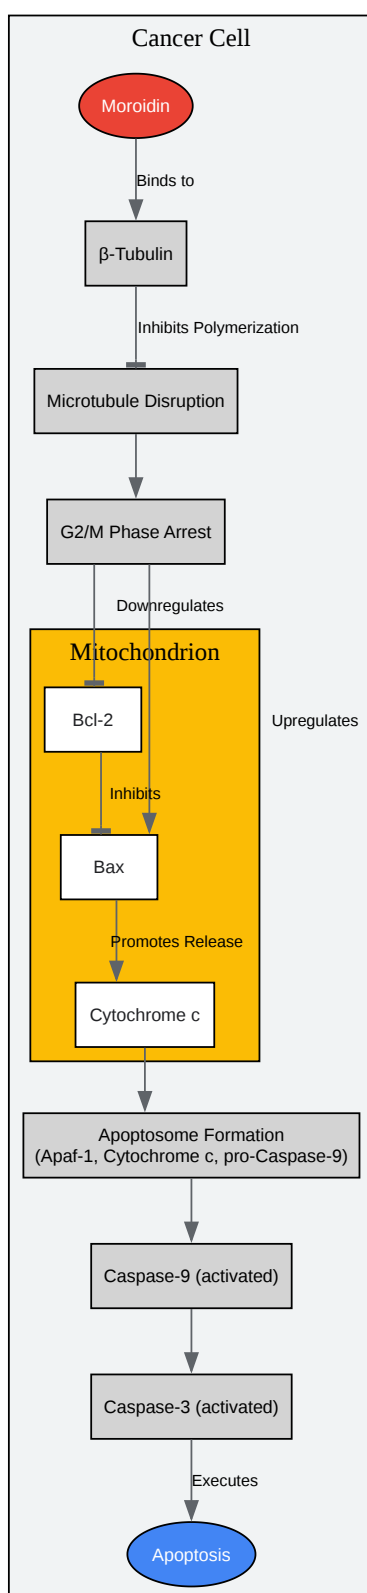 Cancer Cell
Moroidin
Binds to
β-Tubulin
Inhibits Polymerization
Microtubule Disruption
G2/M Phase Arrest
Downregulates
Mitochondrion
Bcl-2
Upregulates
Inhibits
Bax
Promotes Release
Cytochrome c
Apoptosome Formation
(Apaf-1, Cytochrome c, pro-Caspase-9)
Caspase-9 (activated)
Caspase-3 (activated)
Executes
Apoptosis